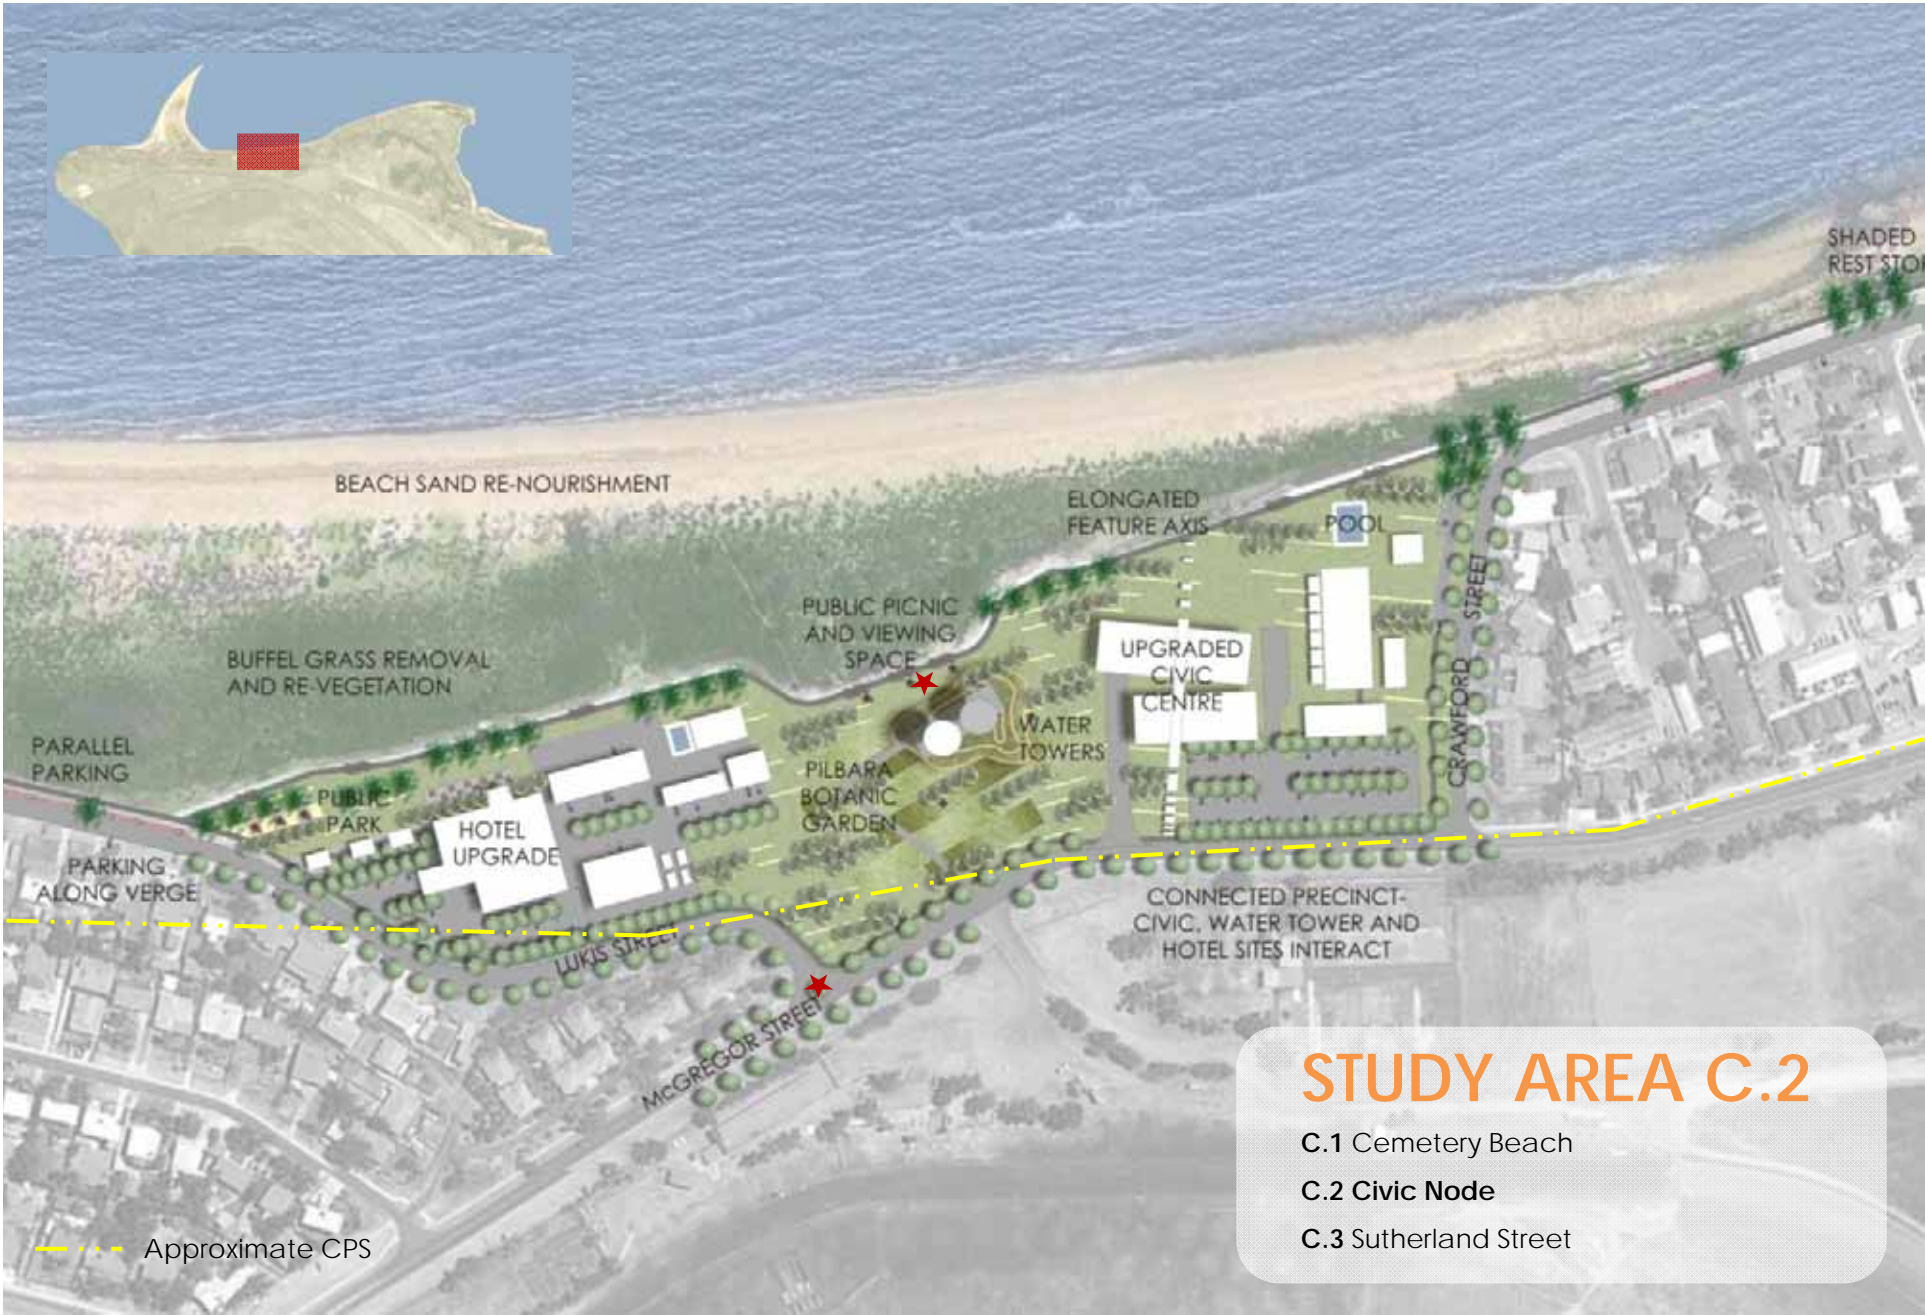 SHADED
REST STOP
BEACH SAND RE-NOURISHMENT
ELONGATED
FEATURE AXIS
POOL
PUBLIC PICNIC
AND VIEWING
SPACE
UPGRADED
CIVIC
CENTRE
CRAWFORD STREET
BUFFEL GRASS REMOVAL
AND RE-VEGETATION
WATER
TOWERS
PARALLEL
PARKING
PILBARA
BOTANIC
GARDEN
PUBLIC
PARK
HOTEL
UPGRADE
PARKING
ALONG VERGE
LUKIS STREET
CONNECTED PRECINCT-
CIVIC, WATER TOWER AND
HOTEL SITES INTERACT
McGREGOR STREET
STUDY AREA C.2
C.1 Cemetery Beach
C.2 Civic Node
C.3 Sutherland Street
Approximate CPS